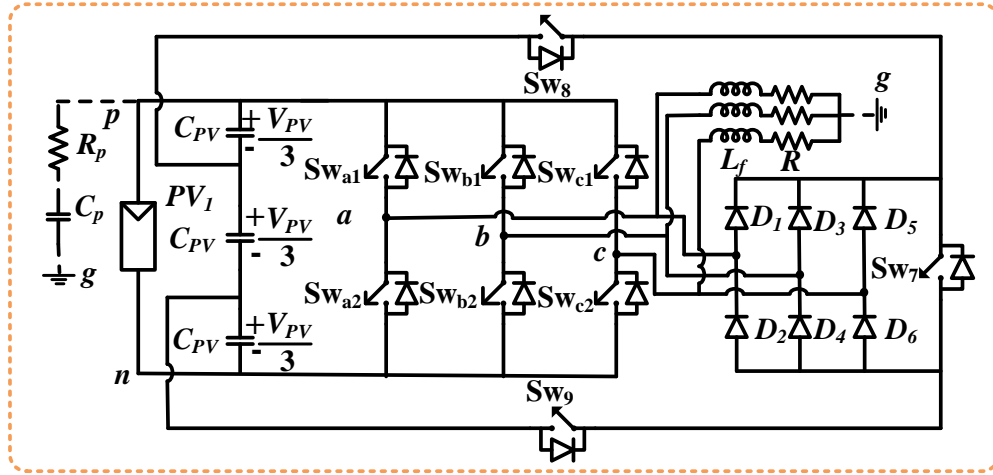 Sw8
g
p
CPV + VPV
- 3
Rp
Swa1 Swb1 Swc1
Lf R
Cp
PV1
a
D1 D3 D5
CPV + VPV
- 3
b
c
g
Sw7
Swa2 Swb2 Swc2
CPV + VPV
- 3
D2 D4 D6
n
Sw9